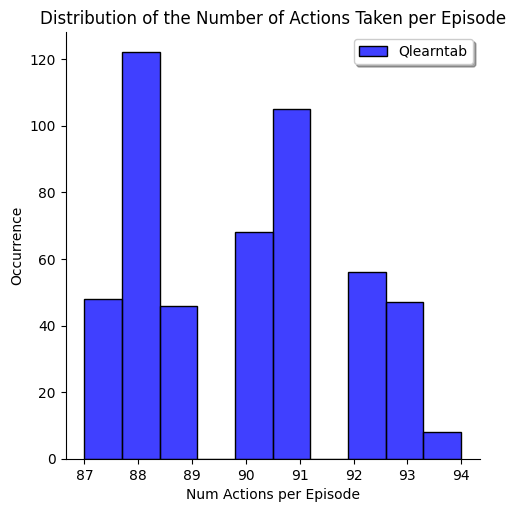 Distribution of the Number of Actions Taken per Episode
Qlearntab
120
100
80
60
40
20
0
Occurrence
87 88 89 90 91 92 93 94
Num Actions per Episode